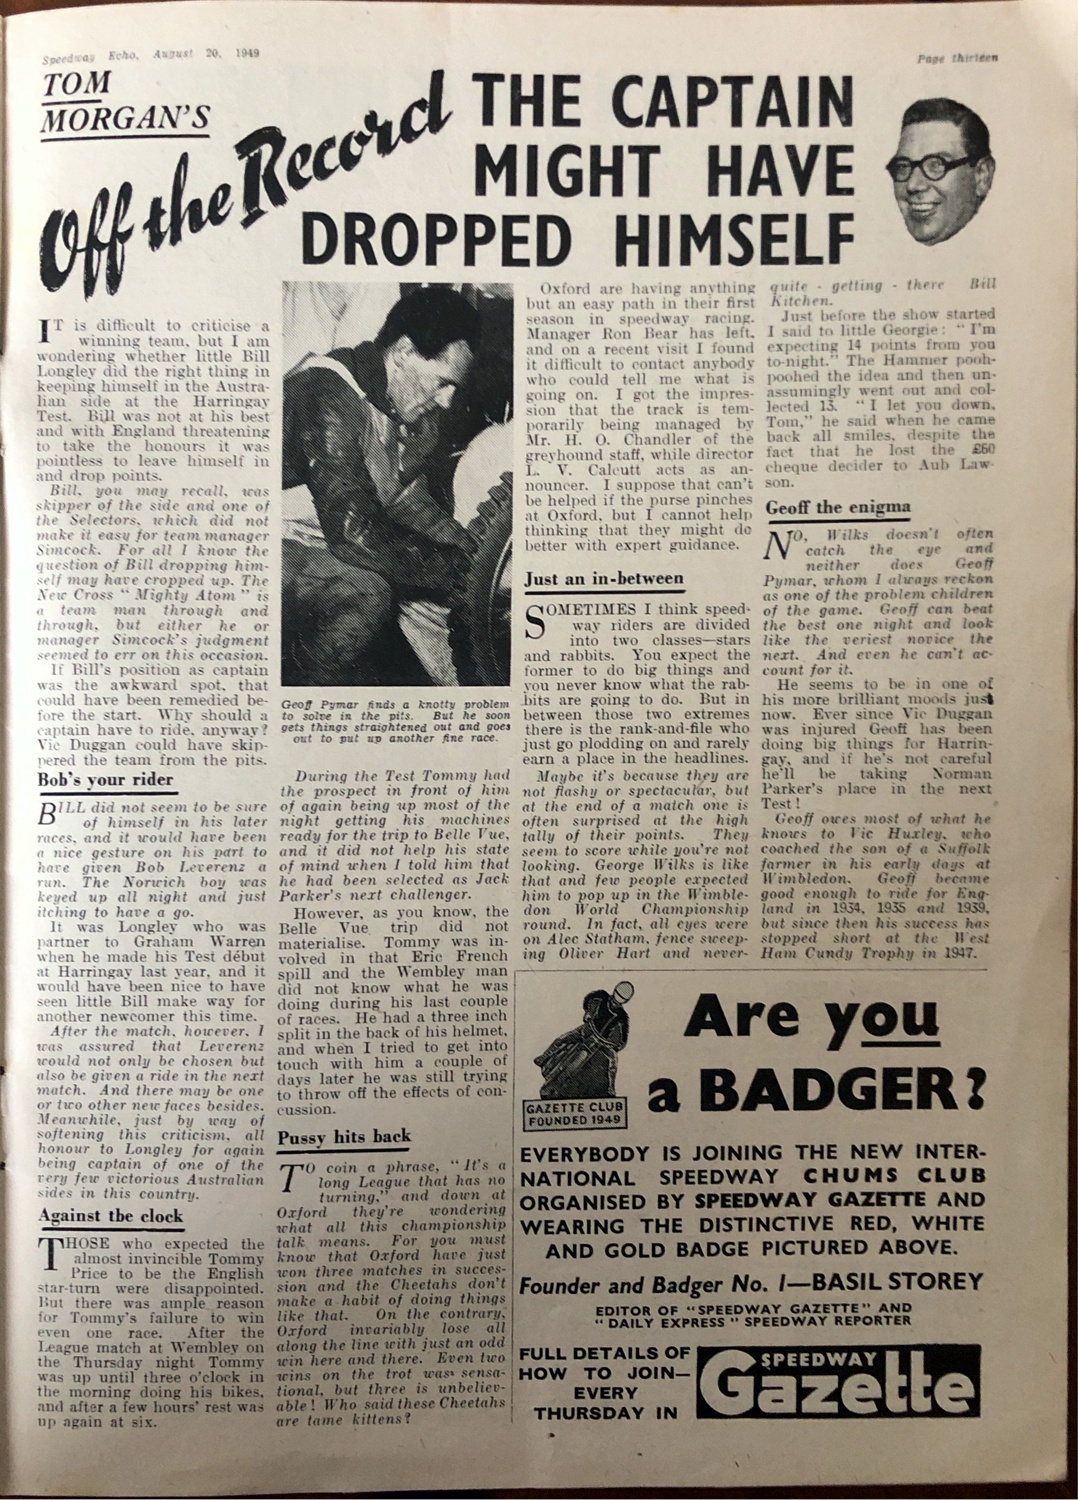 Speedway Echo, August 20, 1949
Page thirteen
TOM
MORGAN'S
Off the Record
THE CAPTAIN
MIGHT HAVE
DROPPED HIMSELF
IT is difficult to criticise a
winning team, but I am
wondering whether little Bill
Longley did the right thing in
keeping himself in the Austra-
lian side at the Harringay
Test. Bill was not at his best
and with England threatening
to take the honours it was
pointless to leave himself in
and drop points.
Bill, you may recall, was
skipper of the side and one of
the Selectors, which did not
make it easy for team manager
Simcock. For all I know the
question of Bill dropping him-
self may have cropped up. The
New Cross "Mighty Atom" is
a team man through and
through, but either he or
manager Simcock's judgment
seemed to err on this occasion.
If Bill's position as captain
was the awkward spot, that
could have been remedied be-
fore the start. Why should a
captain have to ride, anyway?
Vic Duggan could have skip-
pered the team from the pits.
Bob's your rider
BILL did not seem to be sure
of himself in his later
races, and it would have been
a nice gesture on his part to
have given Bob Leverenz a
run. The Norwich boy was
keyed up all night and just
itching to have a go.
It was Longley who was
partner to Graham Warren
when he made his Test début
at Harringay last year, and it
would have been nice to have
seen little Bill make way for
another newcomer this time.
After the match, however, I
was assured that Leverenz
would not only be chosen but
also be given a ride in the next
match. And there may be one
or two other new faces besides.
Meanwhile, just by way of
softening this criticism, all
honour to Longley for again
being captain of one of the
very few victorious Australian
sides in this country.
Against the clock
THOSE who expected the
almost invincible Tommy
Price to be the English
star-turn were disappointed.
But there was ample reason
for Tommy's failure to win
even one race. After the
League match at Wembley on
the Thursday night Tommy
was up until three o'clock in
the morning doing his bikes,
and after a few hours' rest was
up again at six.
Geoff Pymar finds a knotty problem
to solve in the pits. But he soon
gets things straightened out and goes
out to put up another fine race.
During the Test Tommy had
the prospect in front of him
of again being up most of the
night getting his machines
ready for the trip to Belle Vue,
and it did not help his state
of mind when I told him that
he had been selected as Jack
Parker's next challenger.
However, as you know, the
Belle Vue trip did not
materialise. Tommy was in-
volved in that Eric French
spill and the Wembley man
did not know what he was
doing during his last couple
of races. He had a three inch
split in the back of his helmet,
and when I tried to get into
touch with him a couple of
days later he was still trying
to throw off the effects of con-
cussion.
Pussy hits back
TO coin a phrase, "It's a
long League that has no
turning," and down at
Oxford they're wondering
what all this championship
talk means. For you must
know that Oxford have just
won three matches in succes-
sion and the Cheetahs don't
make a habit of doing things
like that. On the contrary,
Oxford invariably lose all
along the line with just an odd
win here and there. Even two
wins on the trot was sensa-
tional, but three is unbeliev-
able! Who said these Cheetahs
are tame kittens?
Oxford are having anything
but an easy path in their first
season in speedway racing.
Manager Ron Bear has left,
and on a recent visit I found
it difficult to contact anybody
who could tell me what is
going on. I got the impres-
sion that the track is tem-
porarily being managed by
Mr. H. O. Chandler of the
greyhound staff, while director
L. V. Calcutt acts as an-
nouncer. I suppose that can't
be helped if the purse pinches
at Oxford, but I cannot help
thinking that they might do
better with expert guidance.
Just an in-between
SOMETIMES I think speed-
way riders are divided
into two classes—stars
and rabbits. You expect the
former to do big things and
you never know what the rab-
bits are going to do. But in
between those two extremes
there is the rank-and-file who
just go plodding on and rarely
earn a place in the headlines.
Maybe it's because they are
not flashy or spectacular, but
at the end of a match one is
often surprised at the high
tally of their points. They
seem to score while you're not
looking. George Wilks is like
that and few people expected
him to pop up in the Wimble-
don World Championship
round. In fact, all eyes were
on Alec Statham, fence sweep-
ing Oliver Hart and never-
quite - getting - there Bill
Kitchen.
Just before the show started
I said to little Georgie: "I'm
expecting 14 points from you
to-night." The Hammer pooh-
poohed the idea and then un-
assumingly went out and col-
lected 13. "I let you down,
Tom," he said when he came
back all smiles, despite the
fact that he lost the £50
cheque decider to Aub Law-
son.
Geoff the enigma
NO, Wilks doesn't often
catch the eye and
neither does Geoff
Pymar, whom I always reckon
as one of the problem children
of the game. Geoff can beat
the best one night and look
like the veriest novice the
next. And even he can't ac-
count for it.
He seems to be in one of
his more brilliant moods just
now. Ever since Vic Duggan
was injured Geoff has been
doing big things for Harrin-
gay, and if he's not careful
he'll be taking Norman
Parker's place in the next
Test!
Geoff owes most of what he
knows to Vic Huxley, who
coached the son of a Suffolk
farmer in his early days at
Wimbledon. Geoff became
good enough to ride for Eng-
land in 1934, 1935 and 1939,
but since then his success has
stopped short at the West
Ham Cundy Trophy in 1947.
GAZETTE CLUB
FOUNDED 1949
Are you
a BADGER?
EVERYBODY IS JOINING THE NEW INTER-
NATIONAL SPEEDWAY CHUMS CLUB
ORGANISED BY SPEEDWAY GAZETTE AND
WEARING THE DISTINCTIVE RED, WHITE
AND GOLD BADGE PICTURED ABOVE.
Founder and Badger No. 1—BASIL STOREY
EDITOR OF "SPEEDWAY GAZETTE" AND
"DAILY EXPRESS" SPEEDWAY REPORTER
FULL DETAILS OF
HOW TO JOIN—
EVERY
THURSDAY IN
SPEEDWAY
Gazette